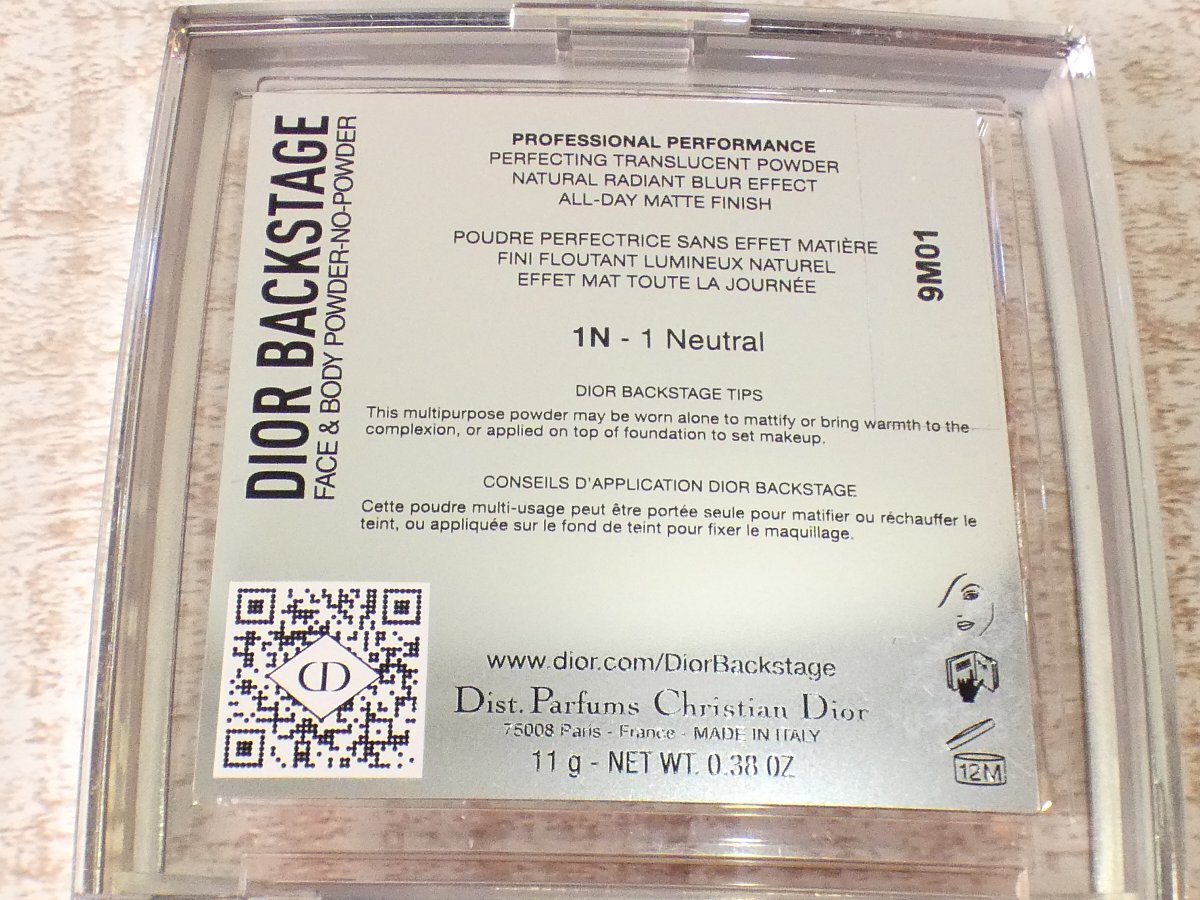 DIOR BACKSTAGE
FACE & BODY POWDER-NO-POWDER
PROFESSIONAL PERFORMANCE
PERFECTING TRANSLUCENT POWDER
NATURAL RADIANT BLUR EFFECT
ALL-DAY MATTE FINISH
POUDRE PERFECTRICE SANS EFFET MATIÈRE
FINI FLOUTANT LUMINEUX NATUREL
EFFET MAT TOUTE LA JOURNÉE
9M01
1N - 1 Neutral
DIOR BACKSTAGE TIPS
This multipurpose powder may be worn alone to mattify or bring warmth to the
complexion, or applied on top of foundation to set makeup.
CONSEILS D'APPLICATION DIOR BACKSTAGE
Cette poudre multi-usage peut être portée seule pour matifier ou réchauffer le
teint, ou appliquée sur le fond de teint pour fixer le maquillage.
CD
www.dior.com/DiorBackstage
Dist. Parfums Christian Dior
75008 Paris - France - MADE IN ITALY
11 g - NET WT. 0.38 OZ
12M